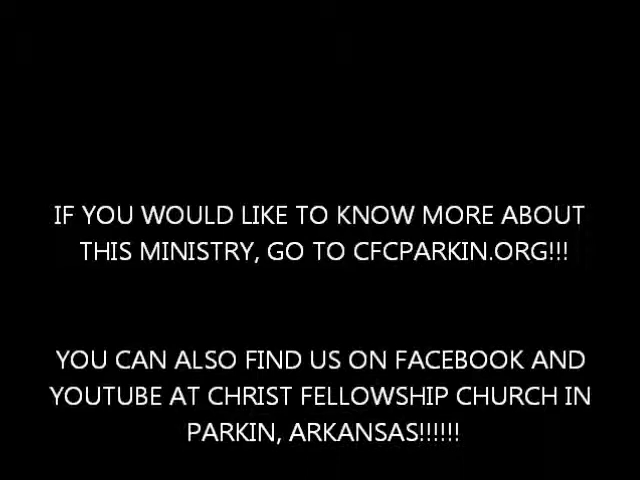 IF YOU WOULD LIKE TO KNOW MORE ABOUT
THIS MINISTRY, GO TO CFCPARKIN.ORG!!!
YOU CAN ALSO FIND US ON FACEBOOK AND
YOUTUBE AT CHRIST FELLOWSHIP CHURCH IN
PARKIN, ARKANSAS!!!!!!